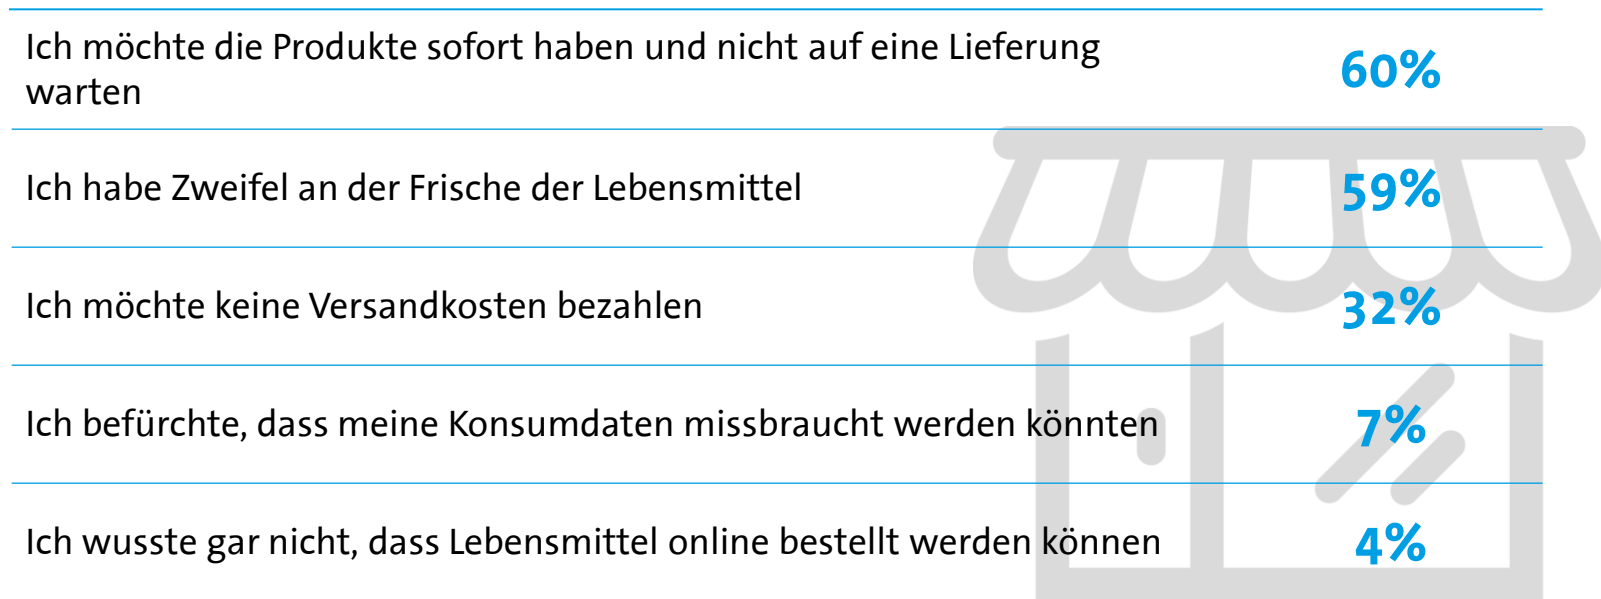 Ich möchte die Produkte sofort haben und nicht auf eine Lieferung
warten
60%
Ich habe Zweifel an der Frische der Lebensmittel
59%
Ich möchte keine Versandkosten bezahlen
32%
Ich befürchte, dass meine Konsumdaten missbraucht werden könnten
7%
Ich wusste gar nicht, dass Lebensmittel online bestellt werden können
4%